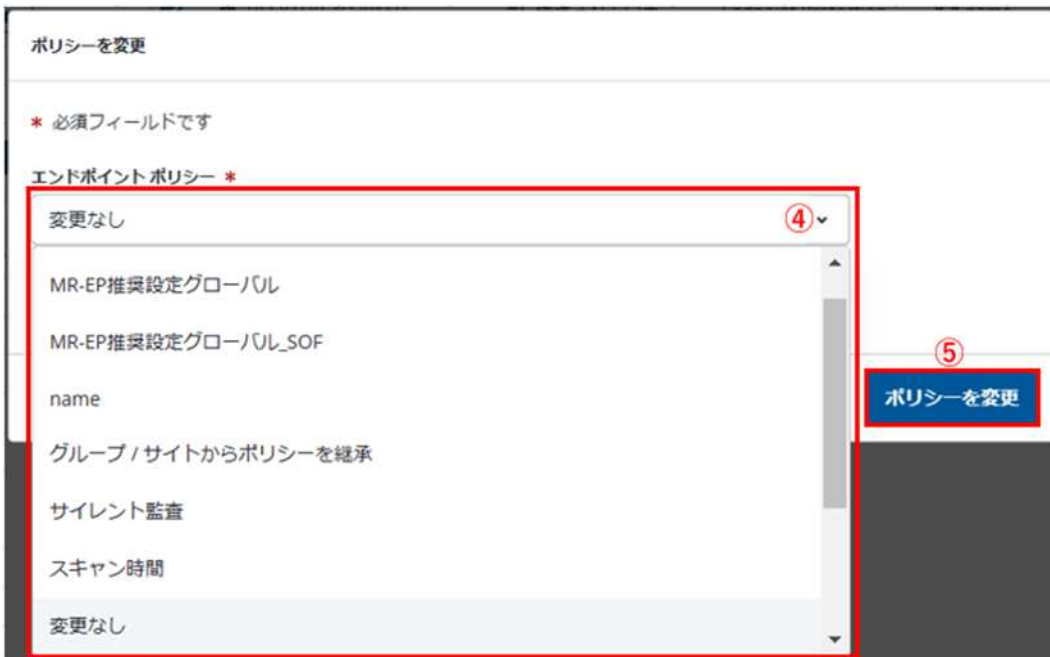 ポリシーを変更
* 必須フィールドです
エンドポイント ポリシー *
変更なし ④
MR-EP推奨設定グローバル
MR-EP推奨設定グローバル_SOF
name
グループ / サイトからポリシーを継承
サイレント監査
スキャン時間
変更なし
⑤
ポリシーを変更